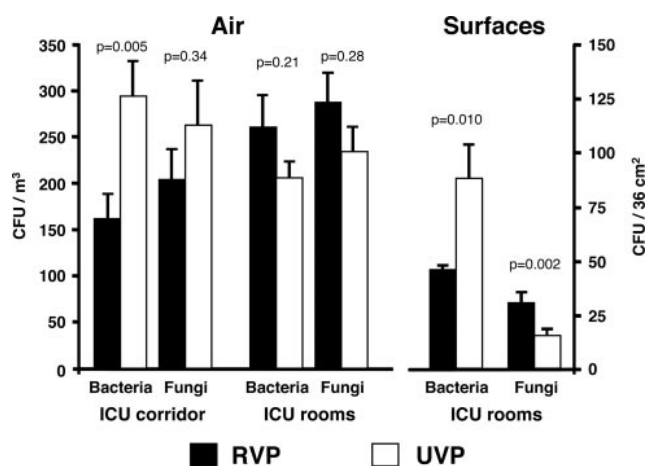 Air
Surfaces
350
300
250
200
150
100
50
0
CFU / m³
p=0.005
p=0.34
p=0.21
p=0.28
p=0.010
p=0.002
150
125
100
75
50
25
0
CFU / 36 cm²
Bacteria Fungi Bacteria Fungi Bacteria Fungi
ICU corridor ICU rooms ICU rooms
RVP UVP